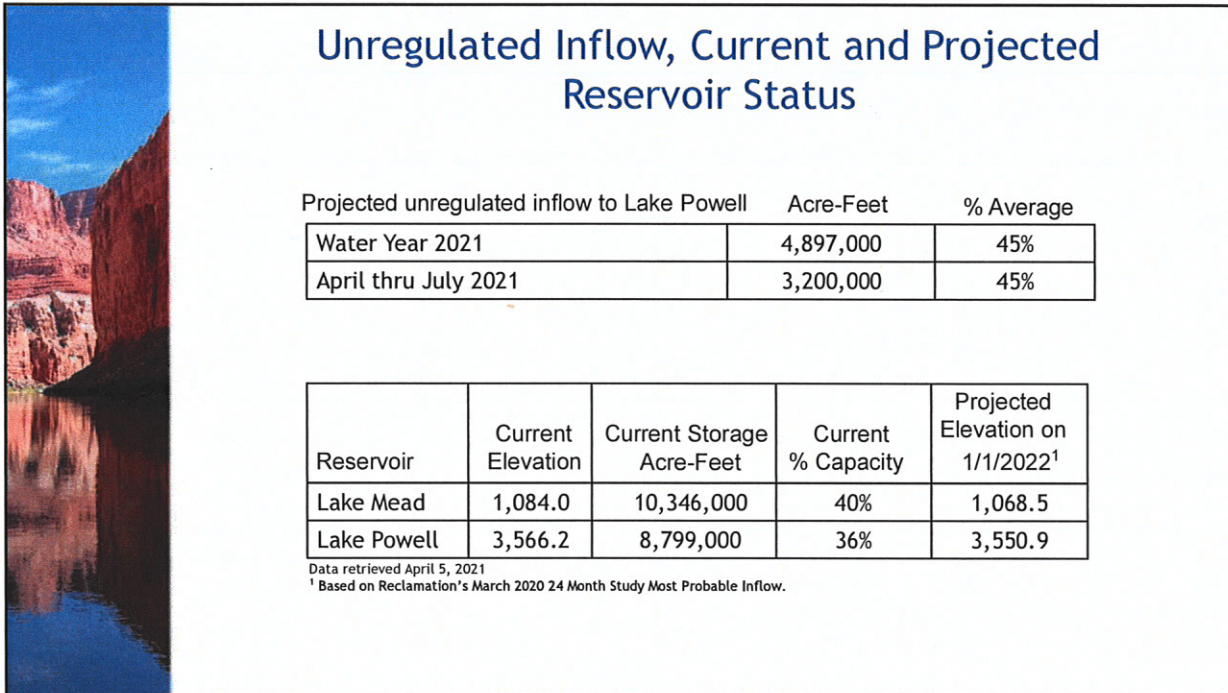 Unregulated Inflow, Current and Projected
Reservoir Status
Projected unregulated inflow to Lake Powell Acre-Feet % Average
Water Year 2021 4,897,000 45%
April thru July 2021 3,200,000 45%
Reservoir Current Elevation Current Storage Acre-Feet Current % Capacity Projected Elevation on 1/1/2022¹
Lake Mead 1,084.0 10,346,000 40% 1,068.5
Lake Powell 3,566.2 8,799,000 36% 3,550.9
Data retrieved April 5, 2021
¹ Based on Reclamation's March 2020 24 Month Study Most Probable Inflow.